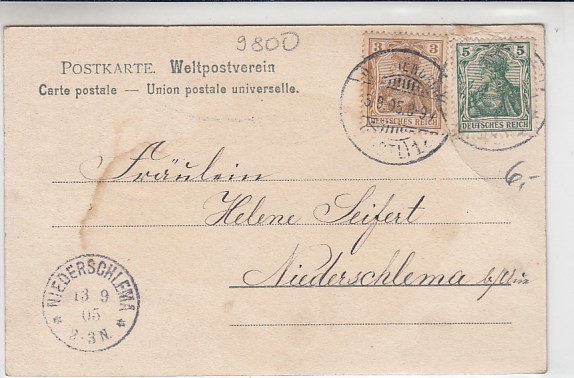 9800
POSTKARTE. Weltpostverein
Carte postale — Union postale universelle.
3 3
DEUTSCHES REICH
5 5
DEUTSCHES REICH
6,-
Fräulein
Helene Seifert
Niederschlema
* NIEDERSCHLEMA *
13 9
05
2-3 N.